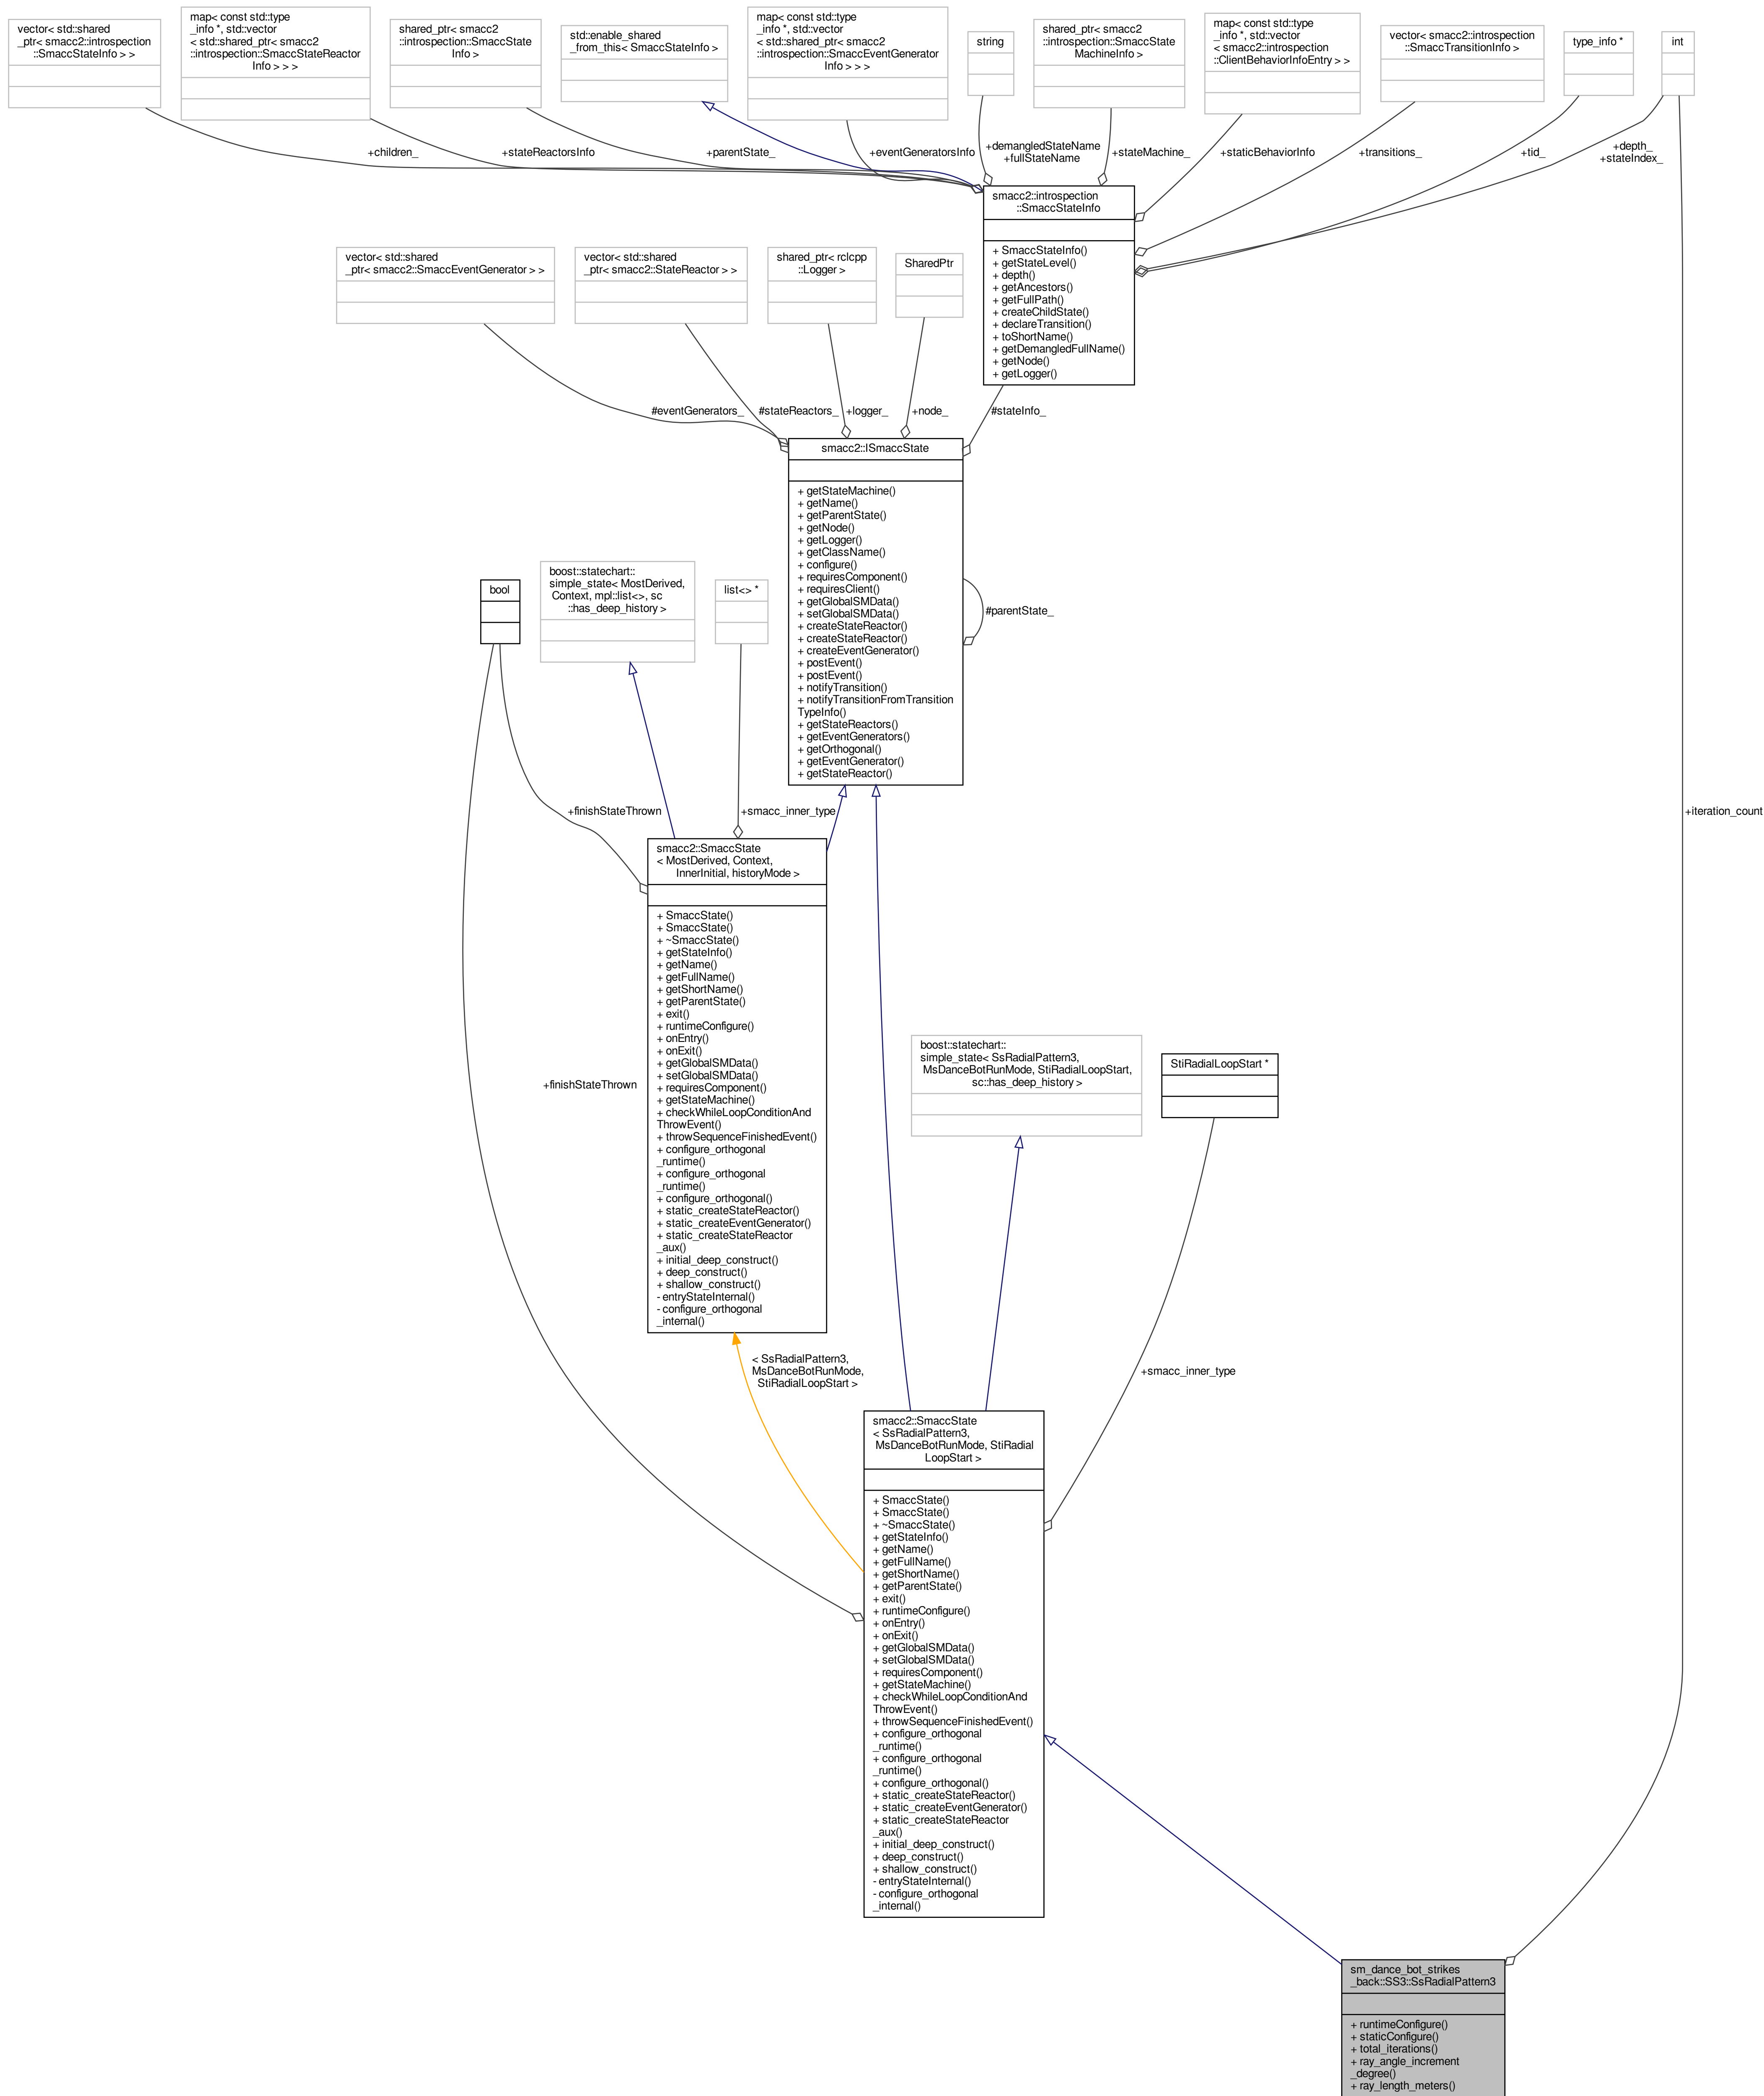 vector< std::shared
_ptr< smacc2::introspection
::SmaccStateInfo > >
map< const std::type
_info *, std::vector
< std::shared_ptr< smacc2
::introspection::SmaccStateReactor
Info > > >
shared_ptr< smacc2
::introspection::SmaccState
Info >
std::enable_shared
_from_this< SmaccStateInfo >
map< const std::type
_info *, std::vector
< std::shared_ptr< smacc2
::introspection::SmaccEventGenerator
Info > > >
string
shared_ptr< smacc2
::introspection::SmaccState
MachineInfo >
map< const std::type
_info *, std::vector
< smacc2::introspection
::ClientBehaviorInfoEntry > >
vector< smacc2::introspection
::SmaccTransitionInfo >
type_info *
int
+children_
+stateReactorsInfo
+parentState_
+eventGeneratorsInfo
+demangledStateName
+fullStateName
+stateMachine_
+staticBehaviorInfo
+transitions_
+tid_
+depth_
+stateIndex_
smacc2::introspection
::SmaccStateInfo
+ SmaccStateInfo()
+ getStateLevel()
+ depth()
+ getAncestors()
+ getFullPath()
+ createChildState()
+ declareTransition()
+ toShortName()
+ getDemangledFullName()
+ getNode()
+ getLogger()
vector< std::shared
_ptr< smacc2::SmaccEventGenerator > >
vector< std::shared
_ptr< smacc2::StateReactor > >
shared_ptr< rclcpp
::Logger >
SharedPtr
#eventGenerators_
#stateReactors_
+logger_
+node_
#stateInfo_
smacc2::ISmaccState
+ getStateMachine()
+ getName()
+ getParentState()
+ getNode()
+ getLogger()
+ getClassName()
+ configure()
+ requiresComponent()
+ requiresClient()
+ getGlobalSMData()
+ setGlobalSMData()
+ createStateReactor()
+ createStateReactor()
+ createEventGenerator()
+ postEvent()
+ postEvent()
+ notifyTransition()
+ notifyTransitionFromTransition
TypeInfo()
+ getStateReactors()
+ getEventGenerators()
+ getOrthogonal()
+ getEventGenerator()
+ getStateReactor()
#parentState_
bool
boost::statechart::
simple_state< MostDerived,
Context, mpl::list<>, sc
::has_deep_history >
list<> *
+finishStateThrown
+smacc_inner_type
+iteration_count
smacc2::SmaccState
< MostDerived, Context,
InnerInitial, historyMode >
+ SmaccState()
+ SmaccState()
+ ~SmaccState()
+ getStateInfo()
+ getName()
+ getFullName()
+ getShortName()
+ getParentState()
+ exit()
+ runtimeConfigure()
+ onEntry()
+ onExit()
+ getGlobalSMData()
+ setGlobalSMData()
+ requiresComponent()
+ getStateMachine()
+ checkWhileLoopConditionAnd
ThrowEvent()
+ throwSequenceFinishedEvent()
+ configure_orthogonal
_runtime()
+ configure_orthogonal
_runtime()
+ configure_orthogonal()
+ static_createStateReactor()
+ static_createEventGenerator()
+ static_createStateReactor
_aux()
+ initial_deep_construct()
+ deep_construct()
+ shallow_construct()
- entryStateInternal()
- configure_orthogonal
_internal()
+finishStateThrown
boost::statechart::
simple_state< SsRadialPattern3,
MsDanceBotRunMode, StiRadialLoopStart,
sc::has_deep_history >
StiRadialLoopStart *
< SsRadialPattern3,
MsDanceBotRunMode,
StiRadialLoopStart >
+smacc_inner_type
smacc2::SmaccState
< SsRadialPattern3,
MsDanceBotRunMode, StiRadial
LoopStart >
+ SmaccState()
+ SmaccState()
+ ~SmaccState()
+ getStateInfo()
+ getName()
+ getFullName()
+ getShortName()
+ getParentState()
+ exit()
+ runtimeConfigure()
+ onEntry()
+ onExit()
+ getGlobalSMData()
+ setGlobalSMData()
+ requiresComponent()
+ getStateMachine()
+ checkWhileLoopConditionAnd
ThrowEvent()
+ throwSequenceFinishedEvent()
+ configure_orthogonal
_runtime()
+ configure_orthogonal
_runtime()
+ configure_orthogonal()
+ static_createStateReactor()
+ static_createEventGenerator()
+ static_createStateReactor
_aux()
+ initial_deep_construct()
+ deep_construct()
+ shallow_construct()
- entryStateInternal()
- configure_orthogonal
_internal()
sm_dance_bot_strikes
_back::SS3::SsRadialPattern3
+ runtimeConfigure()
+ staticConfigure()
+ total_iterations()
+ ray_angle_increment
_degree()
+ ray_length_meters()